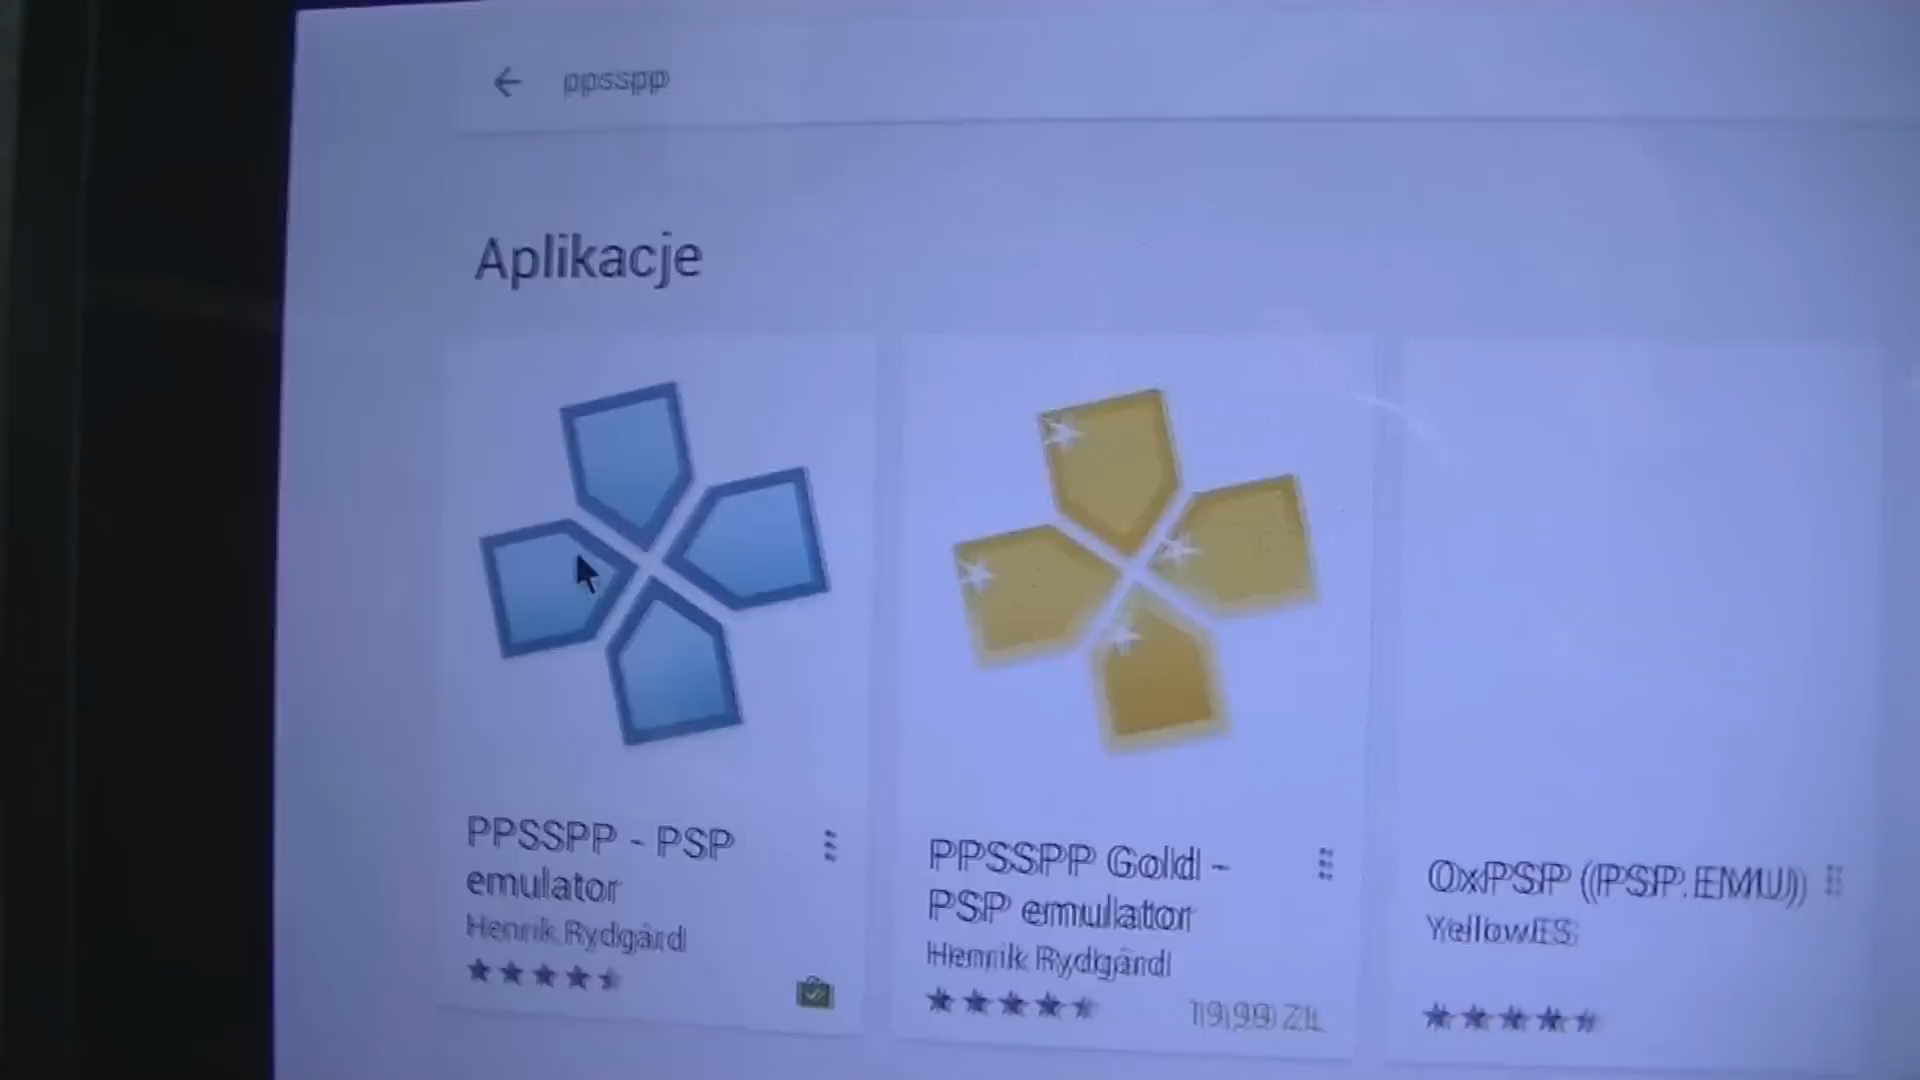 ppsspp
Aplikacje
PPSSPP - PSP
emulator
Henrik Rydgård
PPSSPP Gold -
PSP emulator
Henrik Rydgård
19,99 ZŁ
OxPSP (PSP.EMU)
YellowES